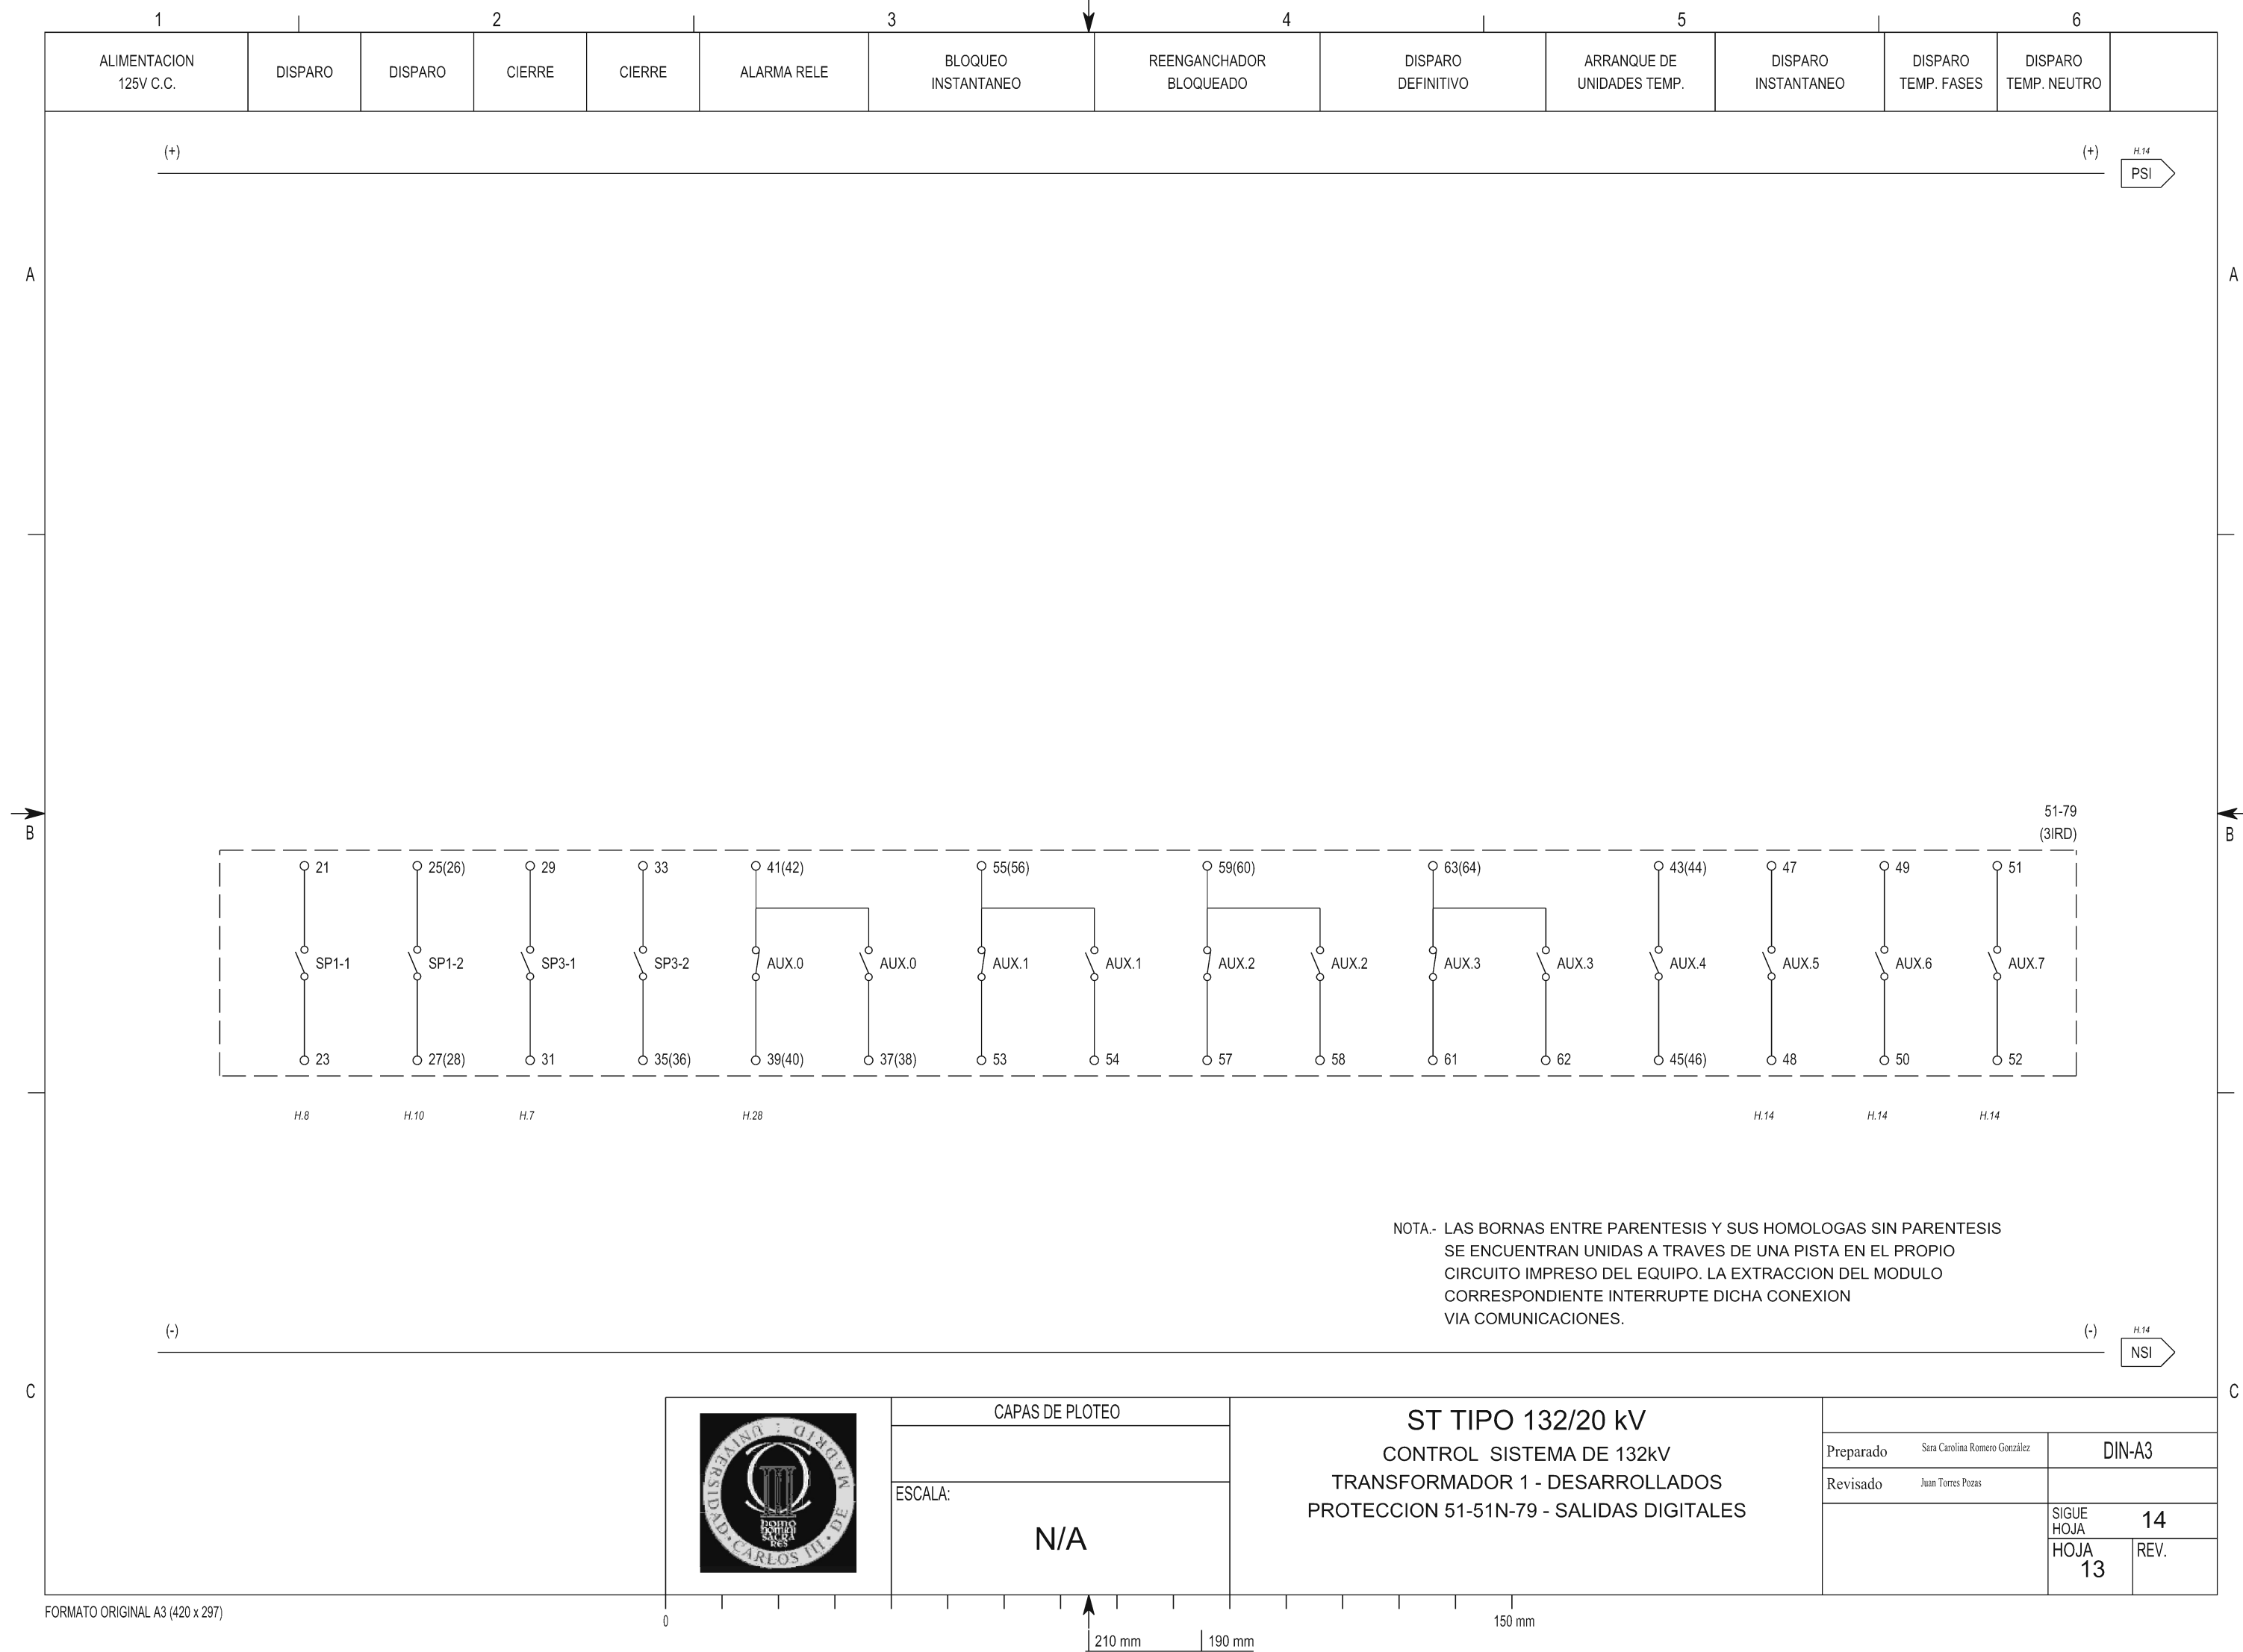 1 2 3 4 5 6
ALIMENTACION
125V C.C.
DISPARO
DISPARO
CIERRE
CIERRE
ALARMA RELE
BLOQUEO
INSTANTANEO
REENGANCHADOR
BLOQUEADO
DISPARO
DEFINITIVO
ARRANQUE DE
UNIDADES TEMP.
DISPARO
INSTANTANEO
DISPARO
TEMP. FASES
DISPARO
TEMP. NEUTRO
(+) (+) H.14
PSI
A A
B B
51-79
(3IRD)
21 25(26) 29 33 41(42) 55(56) 59(60) 63(64) 43(44) 47 49 51
SP1-1 SP1-2 SP3-1 SP3-2 AUX.0 AUX.0 AUX.1 AUX.1 AUX.2 AUX.2 AUX.3 AUX.3 AUX.4 AUX.5 AUX.6 AUX.7
23 27(28) 31 35(36) 39(40) 37(38) 53 54 57 58 61 62 45(46) 48 50 52
H.8 H.10 H.7 H.28 H.14 H.14 H.14
NOTA.- LAS BORNAS ENTRE PARENTESIS Y SUS HOMOLOGAS SIN PARENTESIS
SE ENCUENTRAN UNIDAS A TRAVES DE UNA PISTA EN EL PROPIO
CIRCUITO IMPRESO DEL EQUIPO. LA EXTRACCION DEL MODULO
CORRESPONDIENTE INTERRUPTE DICHA CONEXION
VIA COMUNICACIONES.
(-) (-) H.14
NSI
C C
UNIVERSIDAD · CARLOS III · DE MADRID
homo
homini
sacra
res
CAPAS DE PLOTEO
ESCALA:
N/A
ST TIPO 132/20 kV
CONTROL SISTEMA DE 132kV
TRANSFORMADOR 1 - DESARROLLADOS
PROTECCION 51-51N-79 - SALIDAS DIGITALES
Preparado Sara Carolina Romero González DIN-A3
Revisado Juan Torres Pozas
SIGUE
HOJA 14
HOJA
13
REV.
FORMATO ORIGINAL A3 (420 x 297)
0 150 mm
210 mm 190 mm